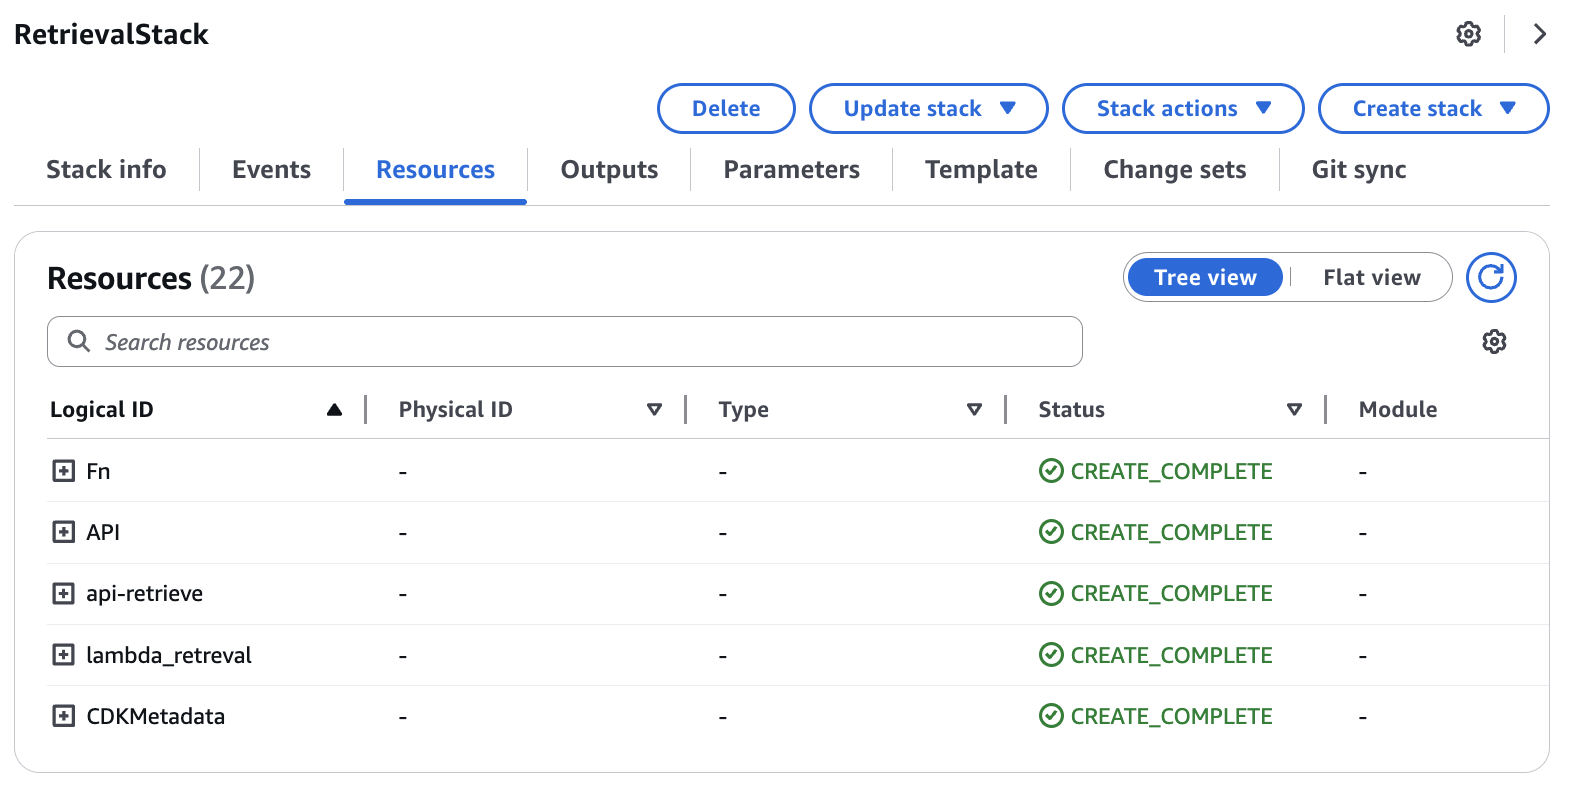 RetrievalStack
Delete Update stack Stack actions Create stack
Stack info Events Resources Outputs Parameters Template Change sets Git sync
Resources (22) Tree view Flat view
Search resources
Logical ID Physical ID Type Status Module
Fn - - CREATE_COMPLETE -
API - - CREATE_COMPLETE -
api-retrieve - - CREATE_COMPLETE -
lambda_retreval - - CREATE_COMPLETE -
CDKMetadata - - CREATE_COMPLETE -